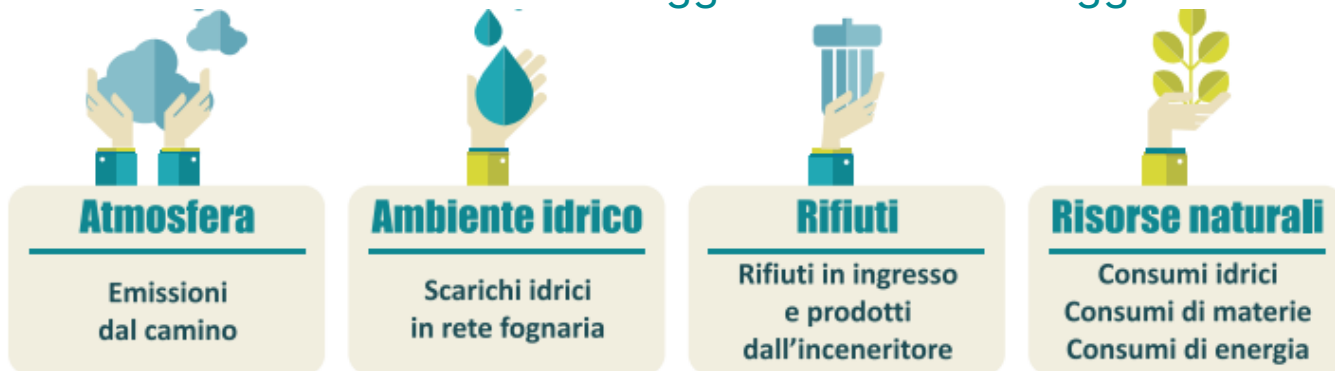 Atmosfera
Emissioni
dal camino
Ambiente idrico
Scarichi idrici
in rete fognaria
Rifiuti
Rifiuti in ingresso
e prodotti
dall'inceneritore
Risorse naturali
Consumi idrici
Consumi di materie
Consumi di energia